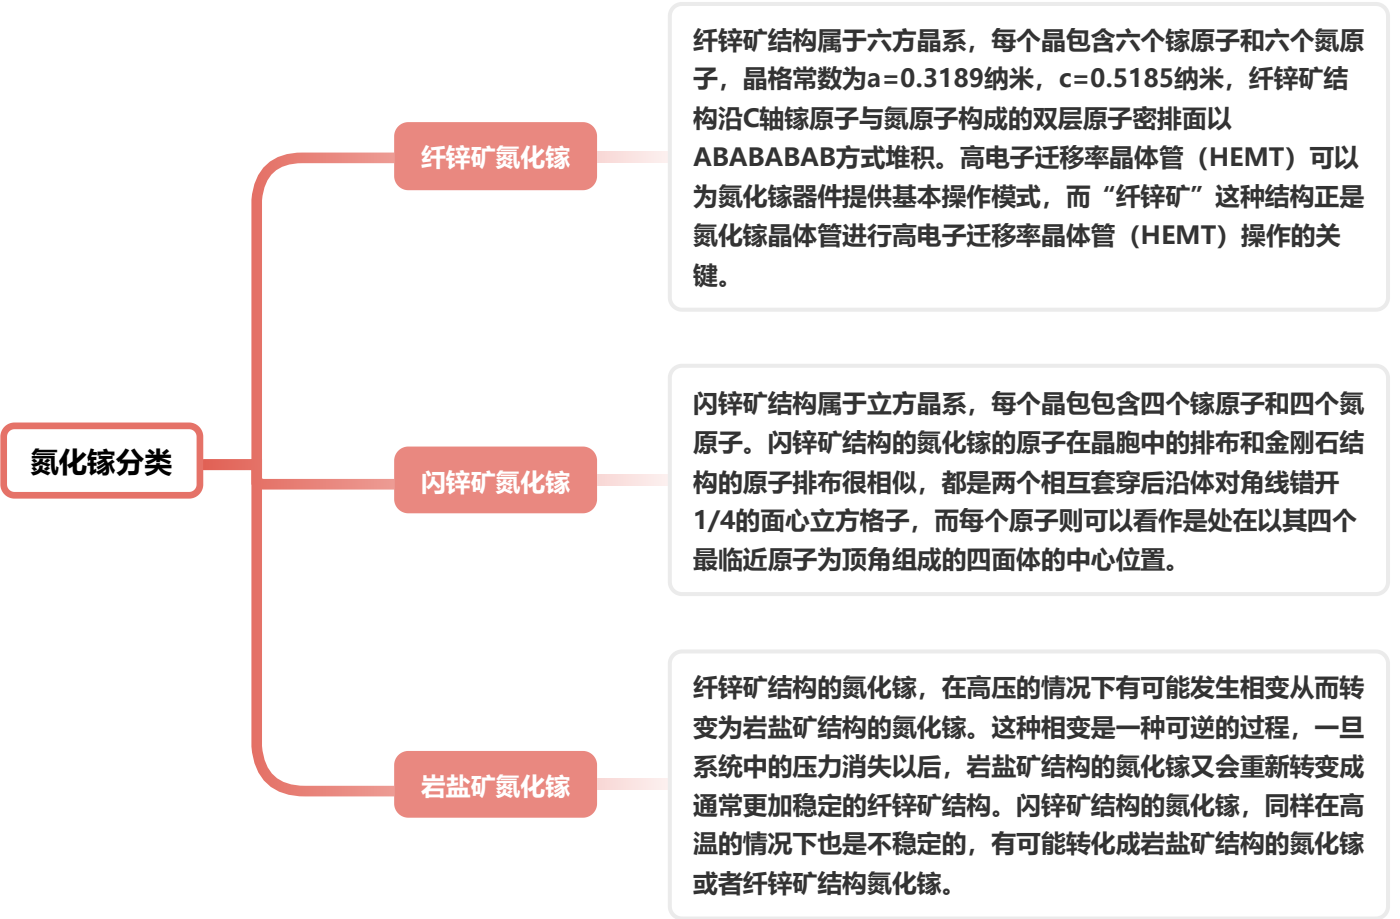 氮化镓分类
纤锌矿氮化镓
纤锌矿结构属于六方晶系，每个晶包含六个镓原子和六个氮原
子，晶格常数为a=0.3189纳米，c=0.5185纳米，纤锌矿结
构沿C轴镓原子与氮原子构成的双层原子密排面以
ABABABAB方式堆积。高电子迁移率晶体管（HEMT）可以
为氮化镓器件提供基本操作模式，而“纤锌矿”这种结构正是
氮化镓晶体管进行高电子迁移率晶体管（HEMT）操作的关
键。
闪锌矿氮化镓
闪锌矿结构属于立方晶系，每个晶包包含四个镓原子和四个氮
原子。闪锌矿结构的氮化镓的原子在晶胞中的排布和金刚石结
构的原子排布很相似，都是两个相互套穿后沿体对角线错开
1/4的面心立方格子，而每个原子则可以看作是处在以其四个
最临近原子为顶角组成的四面体的中心位置。
岩盐矿氮化镓
纤锌矿结构的氮化镓，在高压的情况下有可能发生相变从而转
变为岩盐矿结构的氮化镓。这种相变是一种可逆的过程，一旦
系统中的压力消失以后，岩盐矿结构的氮化镓又会重新转变成
通常更加稳定的纤锌矿结构。闪锌矿结构的氮化镓，同样在高
温的情况下也是不稳定的，有可能转化成岩盐矿结构的氮化镓
或者纤锌矿结构氮化镓。